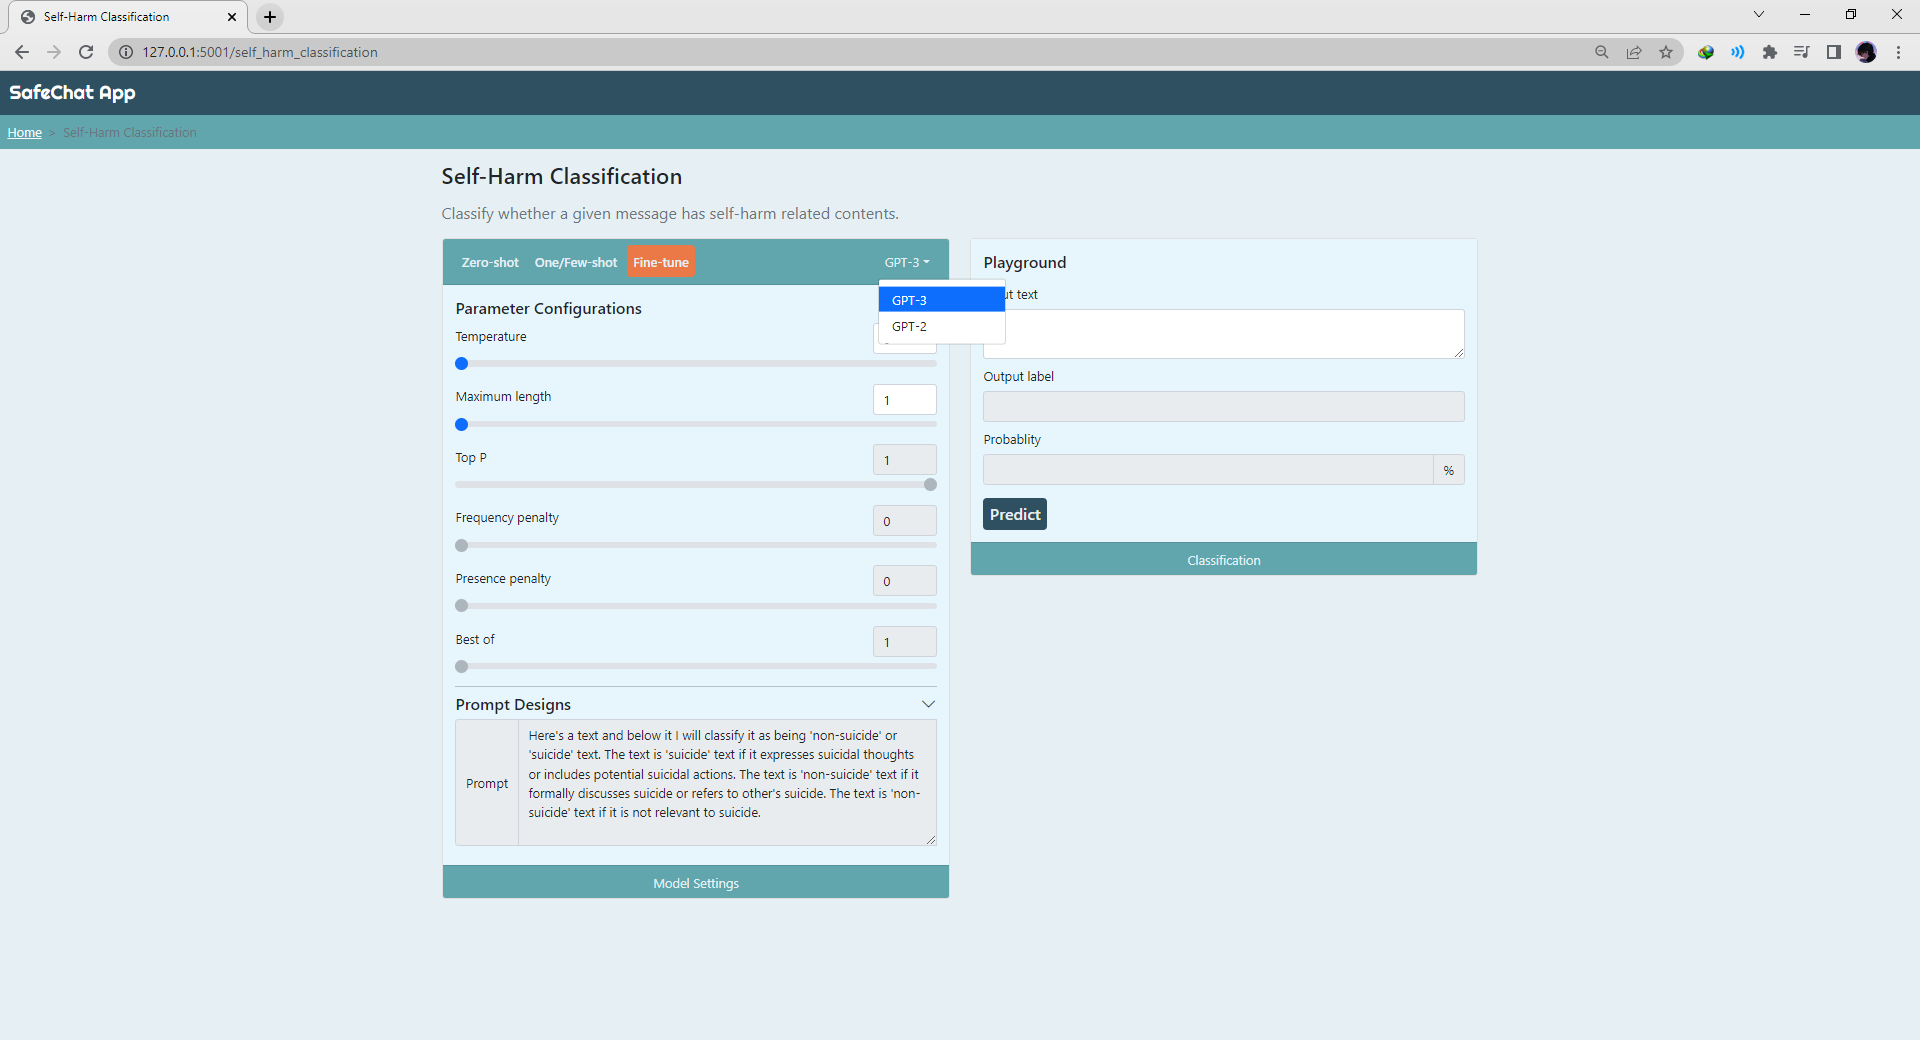 Self-Harm Classification
127.0.0.1:5001/self_harm_classification
SafeChat App
Home > Self-Harm Classification
Self-Harm Classification
Classify whether a given message has self-harm related contents.
Zero-shot One/Few-shot Fine-tune GPT-3
GPT-3
GPT-2
Parameter Configurations
Temperature
Maximum length 1
Top P 1
Frequency penalty 0
Presence penalty 0
Best of 1
Prompt Designs
Prompt
Here's a text and below it I will classify it as being 'non-suicide' or
'suicide' text. The text is 'suicide' text if it expresses suicidal thoughts
or includes potential suicidal actions. The text is 'non-suicide' text if it
formally discusses suicide or refers to other's suicide. The text is 'non-
suicide' text if it is not relevant to suicide.
Model Settings
Playground
text
Output label
Probablity
%
Predict
Classification